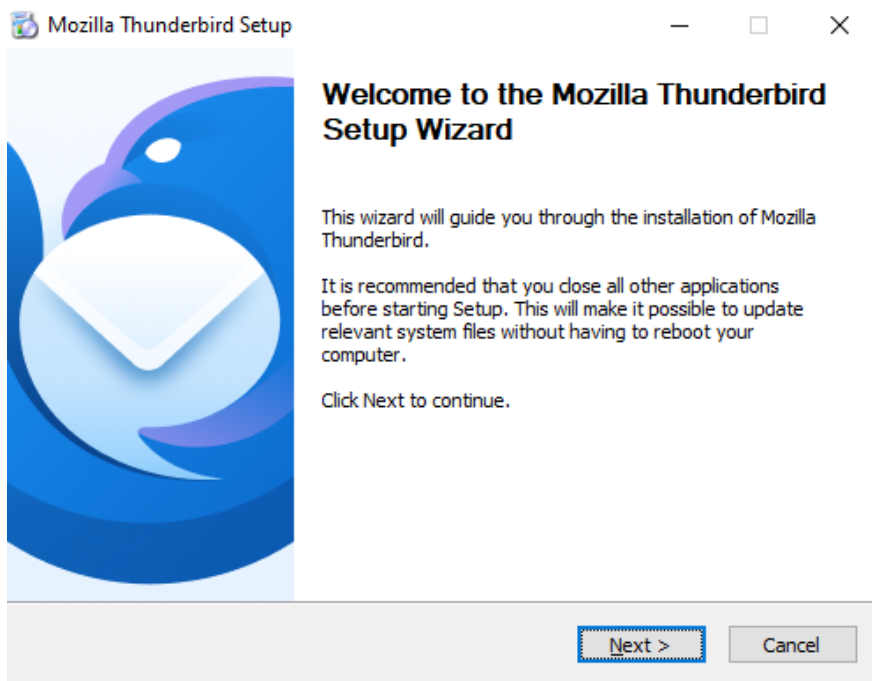 Mozilla Thunderbird Setup
Welcome to the Mozilla Thunderbird
Setup Wizard
This wizard will guide you through the installation of Mozilla
Thunderbird.
It is recommended that you close all other applications
before starting Setup. This will make it possible to update
relevant system files without having to reboot your
computer.
Click Next to continue.
Next >
Cancel